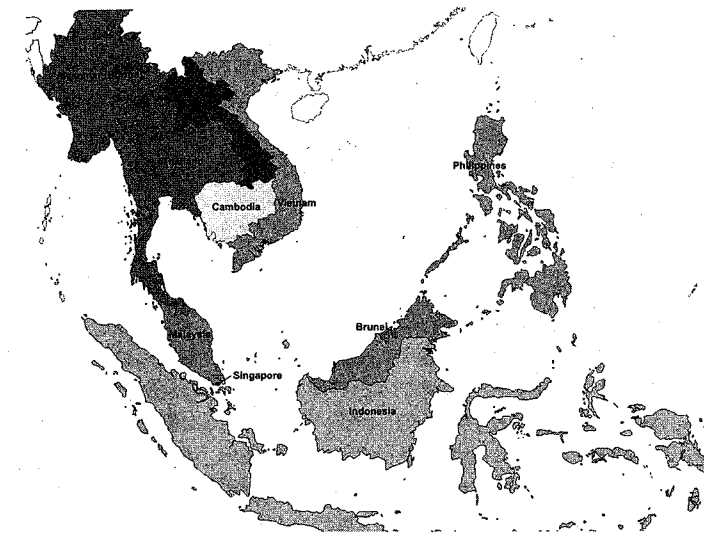 Philippines
Cambodia
Vietnam
Brunei
Malaysia
Singapore
Indonesia